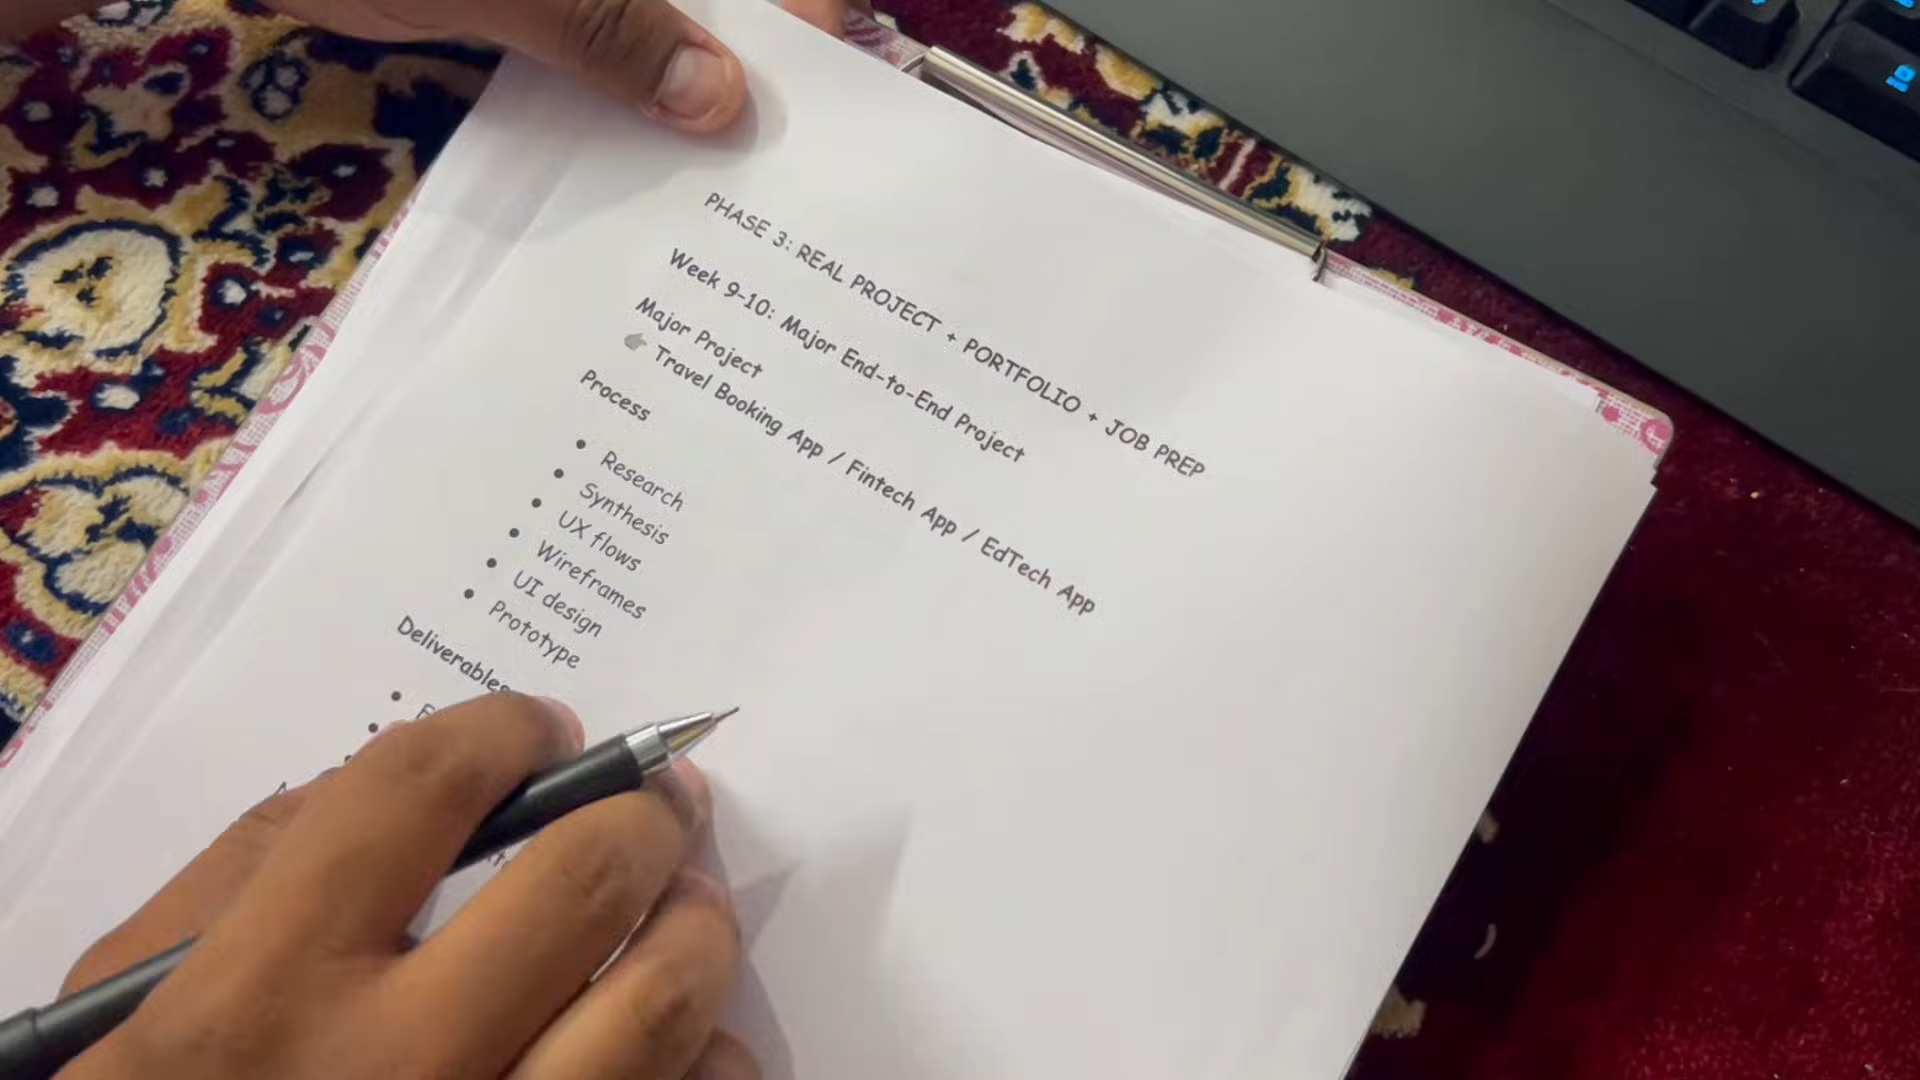 PHASE 3: REAL PROJECT + PORTFOLIO + JOB PREP
Week 9-10: Major End-to-End Project
Major Project
Travel Booking App / Fintech App / EdTech App
Process
• Research
• Synthesis
• UX flows
• Wireframes
• UI design
• Prototype
Deliverables